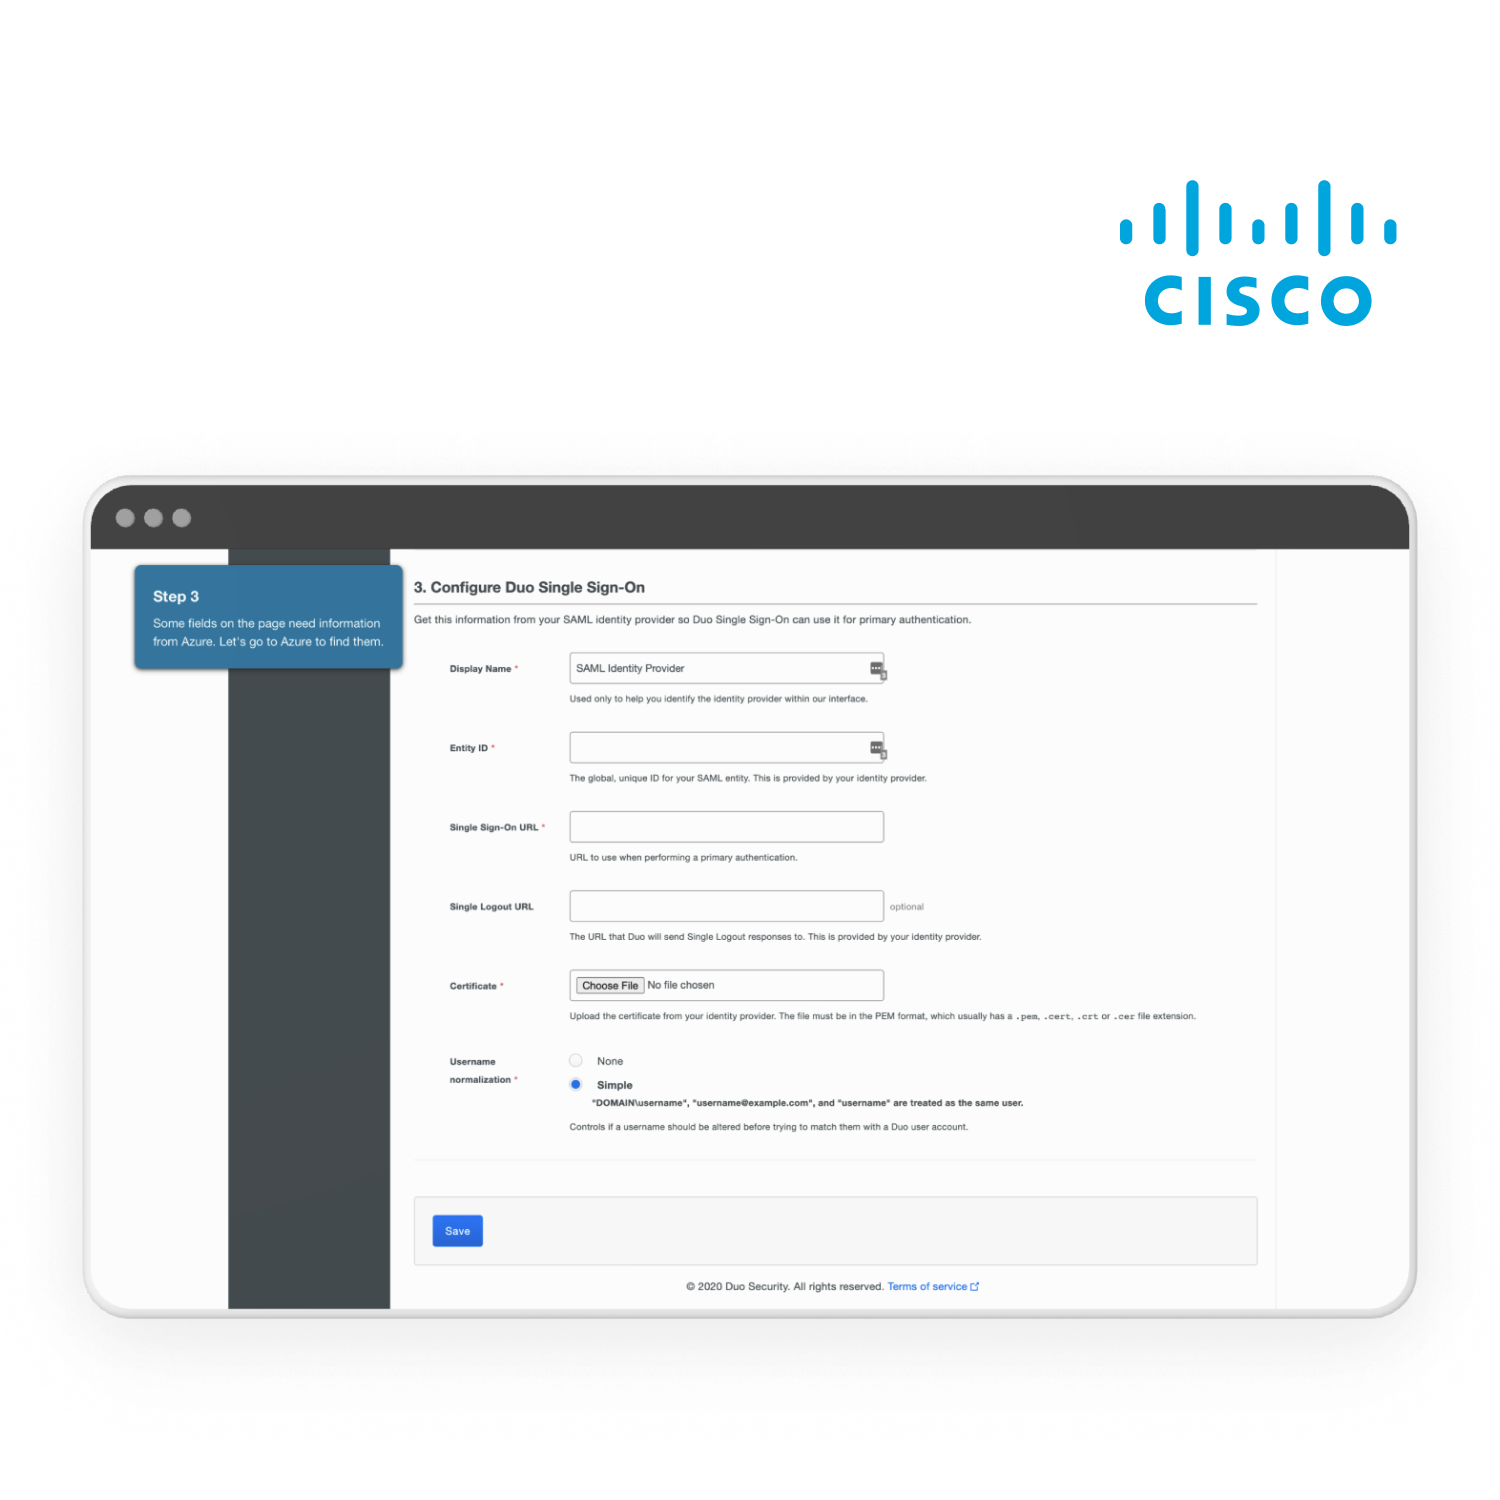 CISCO
Step 3
Some fields on the page need information
from Azure. Let's go to Azure to find them.
3. Configure Duo Single Sign-On
Get this information from your SAML identity provider so Duo Single Sign-On can use it for primary authentication.
Display Name *
SAML Identity Provider
Used only to help you identify the identity provider within our interface.
Entity ID *
The global, unique ID for your SAML entity. This is provided by your identity provider.
Single Sign-On URL *
URL to use when performing a primary authentication.
Single Logout URL
optional
The URL that Duo will send Single Logout responses to. This is provided by your identity provider.
Certificate *
Choose File No file chosen
Upload the certificate from your identity provider. The file must be in the PEM format, which usually has a .pem, .cert, .crt or .cer file extension.
Username
normalization *
None
Simple
"DOMAIN\username", "username@example.com", and "username" are treated as the same user.
Controls if a username should be altered before trying to match them with a Duo user account.
Save
© 2020 Duo Security. All rights reserved. Terms of service